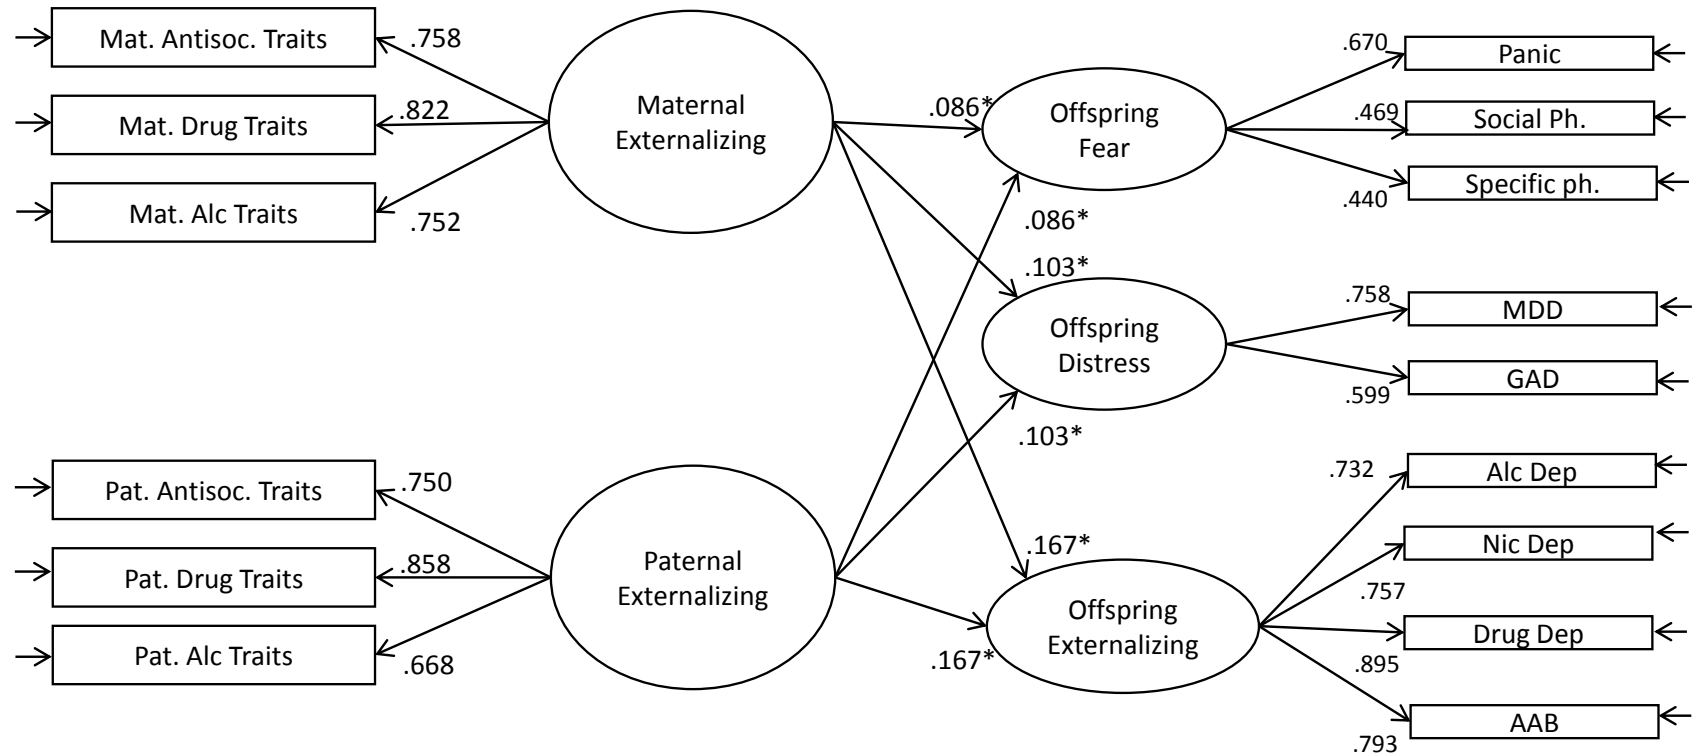 Mat. Antisoc. Traits
.758
Mat. Drug Traits
.822
Mat. Alc Traits
.752
Maternal
Externalizing
Pat. Antisoc. Traits
.750
Pat. Drug Traits
.858
Pat. Alc Traits
.668
Paternal
Externalizing
.086*
Offspring
Fear
.086*
.103*
Offspring
Distress
.103*
.167*
Offspring
Externalizing
.167*
.670
Panic
.469
Social Ph.
.440
Specific ph.
.758
MDD
.599
GAD
.732
Alc Dep
Nic Dep
.757
Drug Dep
.895
AAB
.793